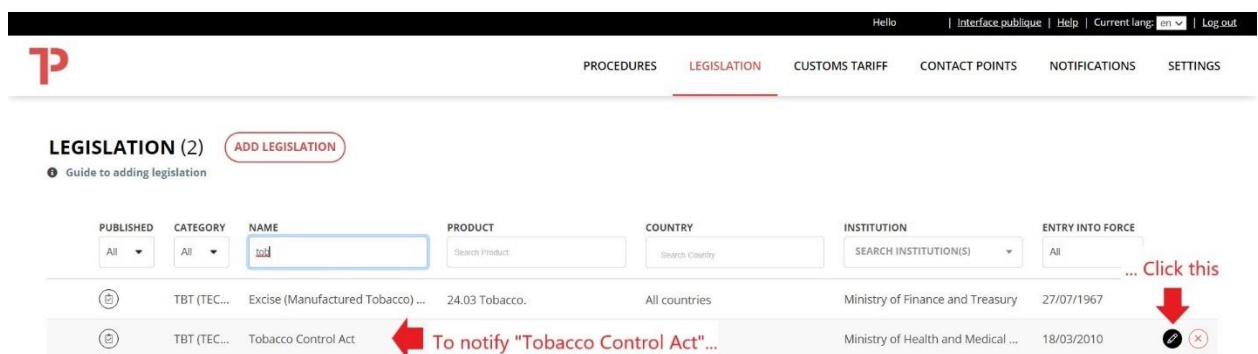 Hello | Interface publique | Help | Current lang: en | Log out
TP
PROCEDURES LEGISLATION CUSTOMS TARIFF CONTACT POINTS NOTIFICATIONS SETTINGS
LEGISLATION (2) ADD LEGISLATION
Guide to adding legislation
PUBLISHED CATEGORY NAME PRODUCT COUNTRY INSTITUTION ENTRY INTO FORCE
All All tob Search Product Search Country SEARCH INSTITUTION(S) All
... Click this
TBT (TEC... Excise (Manufactured Tobacco) ... 24.03 Tobacco. All countries Ministry of Finance and Treasury 27/07/1967
TBT (TEC... Tobacco Control Act To notify "Tobacco Control Act"... Ministry of Health and Medical ... 18/03/2010